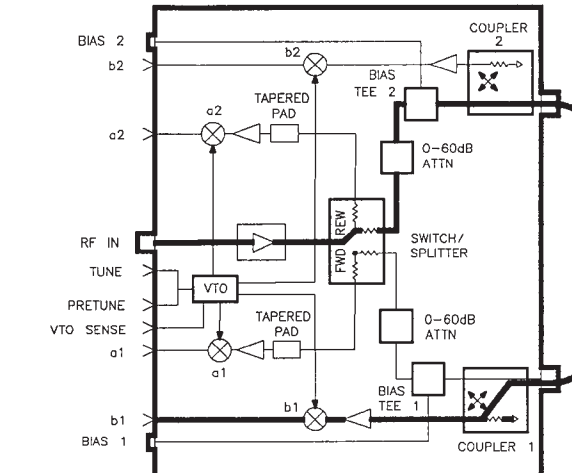 COUPLER
2
BIAS 2
b2
b2
BIAS
TEE 2
TAPERED
PAD
a2
a2
0-60dB
ATTN
REW
FWD
RF IN
SWITCH/
SPLITTER
TUNE
VTO
PRETUNE
VTO SENSE
TAPERED
PAD
0-60dB
ATTN
a1
a1
BIAS
TEE 1
b1
b1
BIAS 1
COUPLER 1